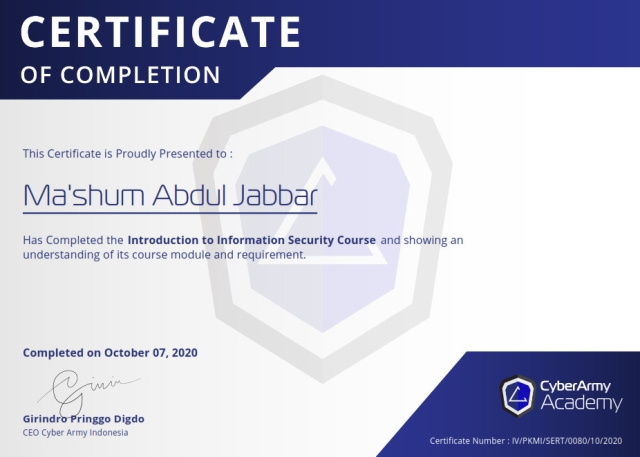 CERTIFICATE
OF COMPLETION
This Certificate is Proudly Presented to :
Ma'shum Abdul Jabbar
Has Completed the Introduction to Information Security Course and showing an
understanding of its course module and requirement.
Completed on October 07, 2020
Girindro Pringgo Digdo
CEO Cyber Army Indonesia
CyberArmy
Academy
Certificate Number : IV/PKMI/SERT/0080/10/2020